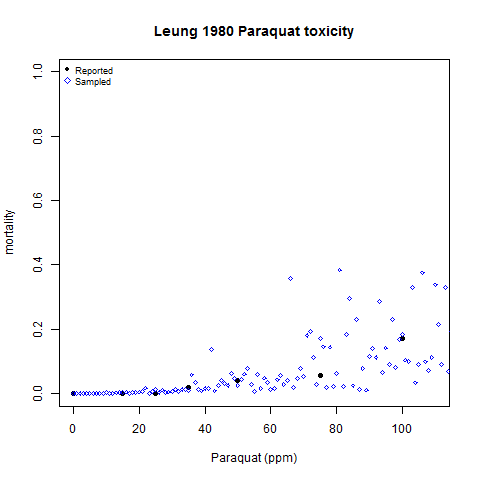 Leung 1980 Paraquat toxicity
Reported
Sampled
mortality
1.0
0.8
0.6
0.4
0.2
0.0
0 20 40 60 80 100
Paraquat (ppm)